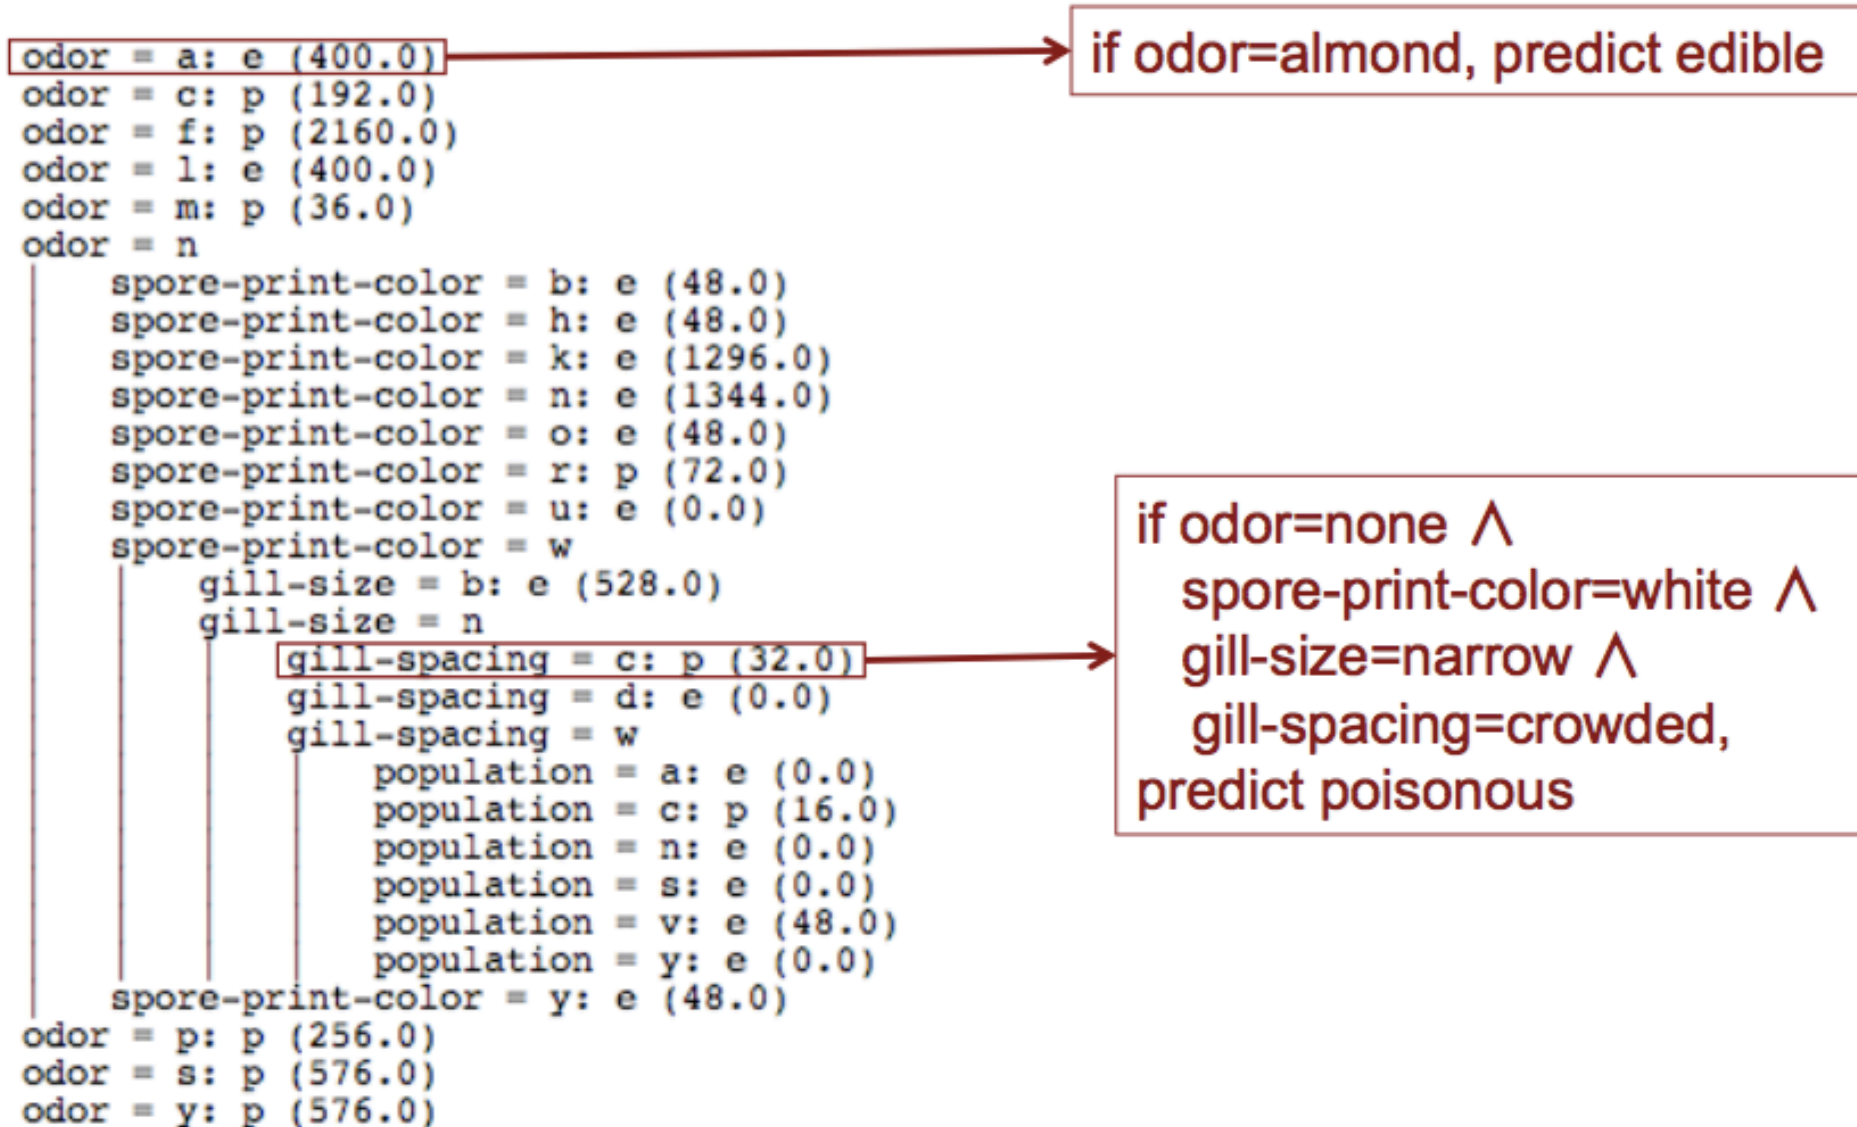 odor = a: e (400.0)
if odor=almond, predict edible
odor = c: p (192.0)
odor = f: p (2160.0)
odor = l: e (400.0)
odor = m: p (36.0)
odor = n
spore-print-color = b: e (48.0)
spore-print-color = h: e (48.0)
spore-print-color = k: e (1296.0)
spore-print-color = n: e (1344.0)
spore-print-color = o: e (48.0)
spore-print-color = r: p (72.0)
spore-print-color = u: e (0.0)
spore-print-color = w
gill-size = b: e (528.0)
gill-size = n
gill-spacing = c: p (32.0)
gill-spacing = d: e (0.0)
gill-spacing = w
population = a: e (0.0)
population = c: p (16.0)
population = n: e (0.0)
population = s: e (0.0)
population = v: e (48.0)
population = y: e (0.0)
spore-print-color = y: e (48.0)
odor = p: p (256.0)
odor = s: p (576.0)
odor = y: p (576.0)
if odor=none ∧
spore-print-color=white ∧
gill-size=narrow ∧
gill-spacing=crowded,
predict poisonous